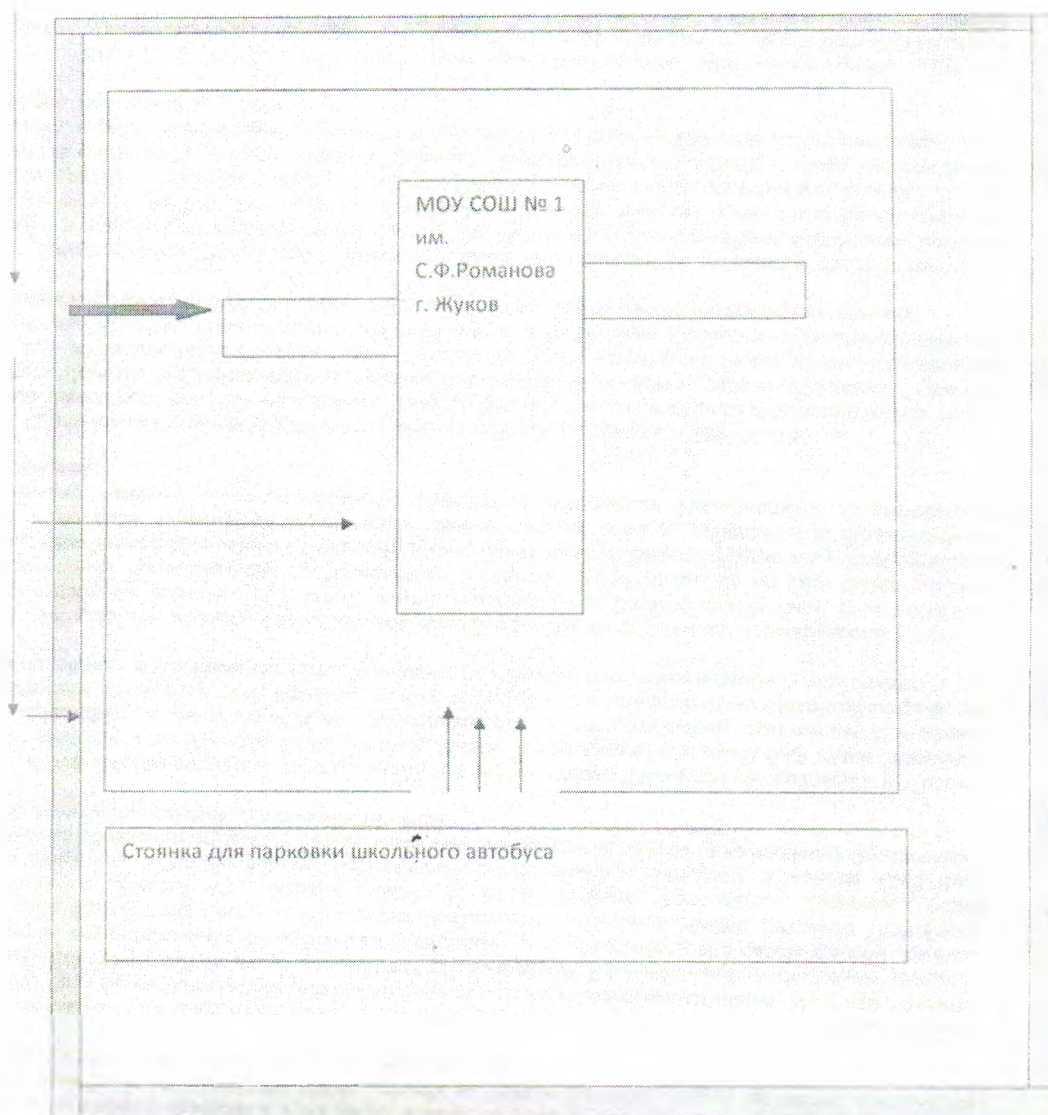 МОУ СОШ № 1
им.
С.Ф.Романова
г. Жуков
Стоянка для парковки школьного автобуса